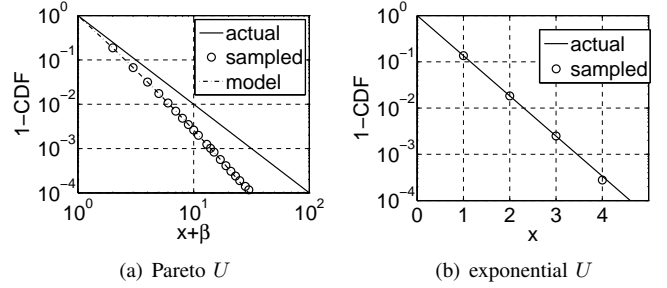 10^0
10^-1
10^-2
10^-3
10^-4
1−CDF
10^0
10^1
10^2
x+β
actual
sampled
model
(a) Pareto U
10^0
10^-1
10^-2
10^-3
10^-4
1−CDF
0
1
2
3
4
x
actual
sampled
(b) exponential U